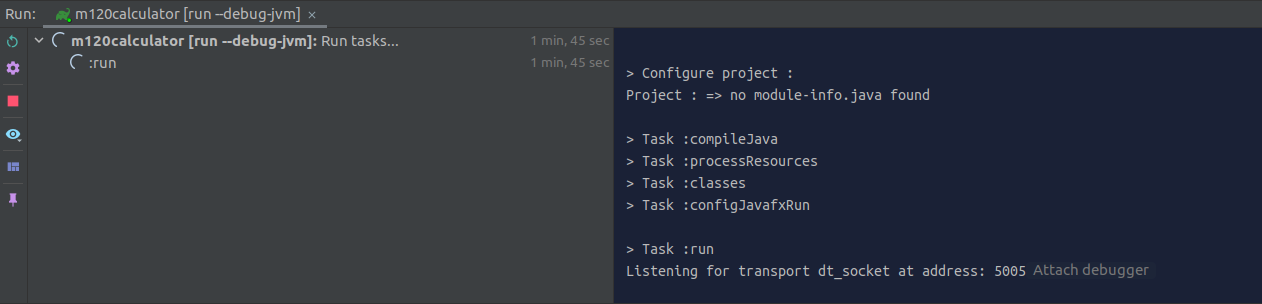 Run: m120calculator [run --debug-jvm] ×
m120calculator [run --debug-jvm]: Run tasks... 1 min, 45 sec
:run 1 min, 45 sec
> Configure project :
Project : => no module-info.java found
> Task :compileJava
> Task :processResources
> Task :classes
> Task :configJavafxRun
> Task :run
Listening for transport dt_socket at address: 5005 Attach debugger